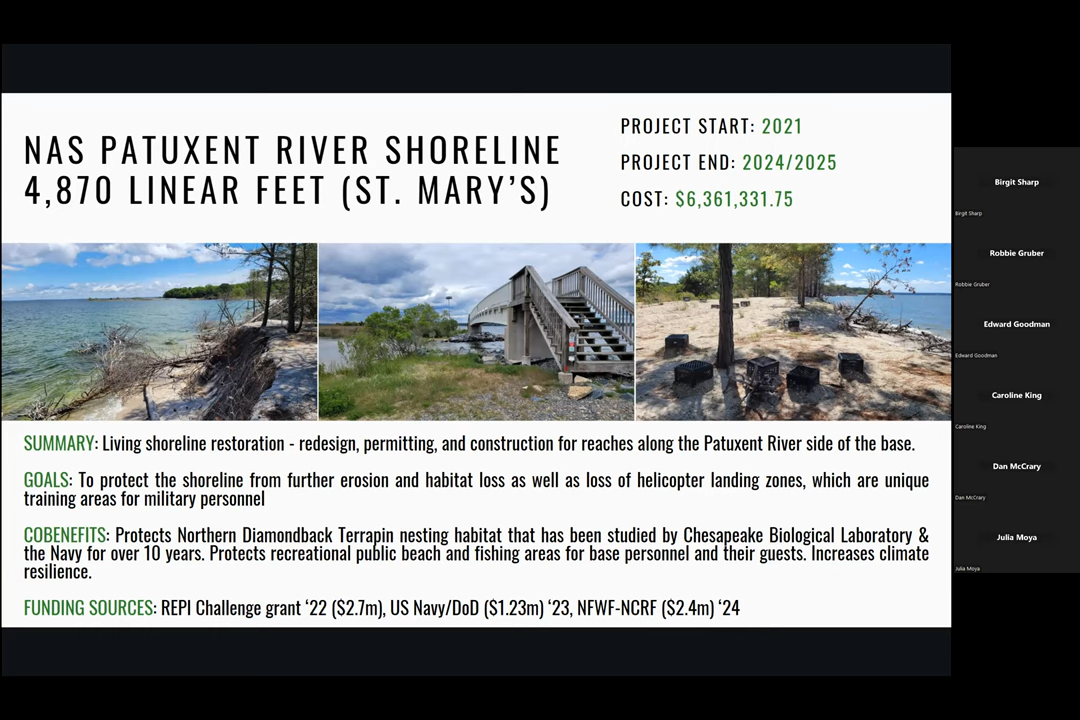 NAS PATUXENT RIVER SHORELINE
4,870 LINEAR FEET (ST. MARY’S)
PROJECT START: 2021
PROJECT END: 2024/2025
COST: $6,361,331.75
SUMMARY: Living shoreline restoration - redesign, permitting, and construction for reaches along the Patuxent River side of the base.
GOALS: To protect the shoreline from further erosion and habitat loss as well as loss of helicopter landing zones, which are unique
training areas for military personnel
COBENEFITS: Protects Northern Diamondback Terrapin nesting habitat that has been studied by Chesapeake Biological Laboratory &
the Navy for over 10 years. Protects recreational public beach and fishing areas for base personnel and their guests. Increases climate
resilience.
FUNDING SOURCES: REPI Challenge grant ‘22 ($2.7m), US Navy/DoD ($1.23m) ‘23, NFWF-NCRF ($2.4m) ‘24
Birgit Sharp
Birgit Sharp
Robbie Gruber
Robbie Gruber
Edward Goodman
Edward Goodman
Caroline King
Caroline King
Dan McCrary
Dan McCrary
Julia Moya
Julia Moya